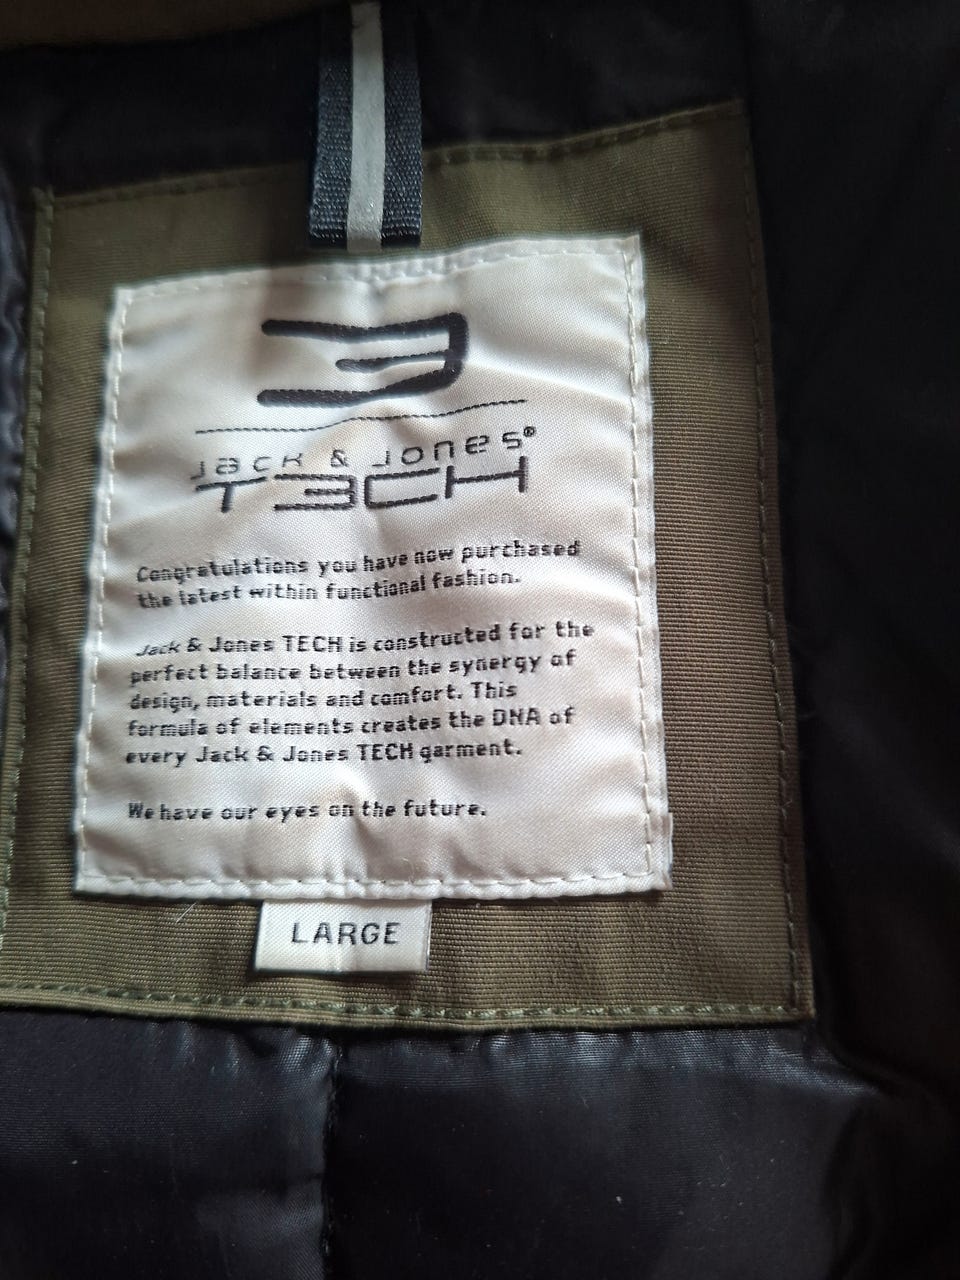 Jack & Jones®
T3CH
Congratulations you have now purchased
the latest within functional fashion.
Jack & Jones TECH is constructed for the
perfect balance between the synergy of
design, materials and comfort. This
formula of elements creates the DNA of
every Jack & Jones TECH garment.
We have our eyes on the future.
LARGE